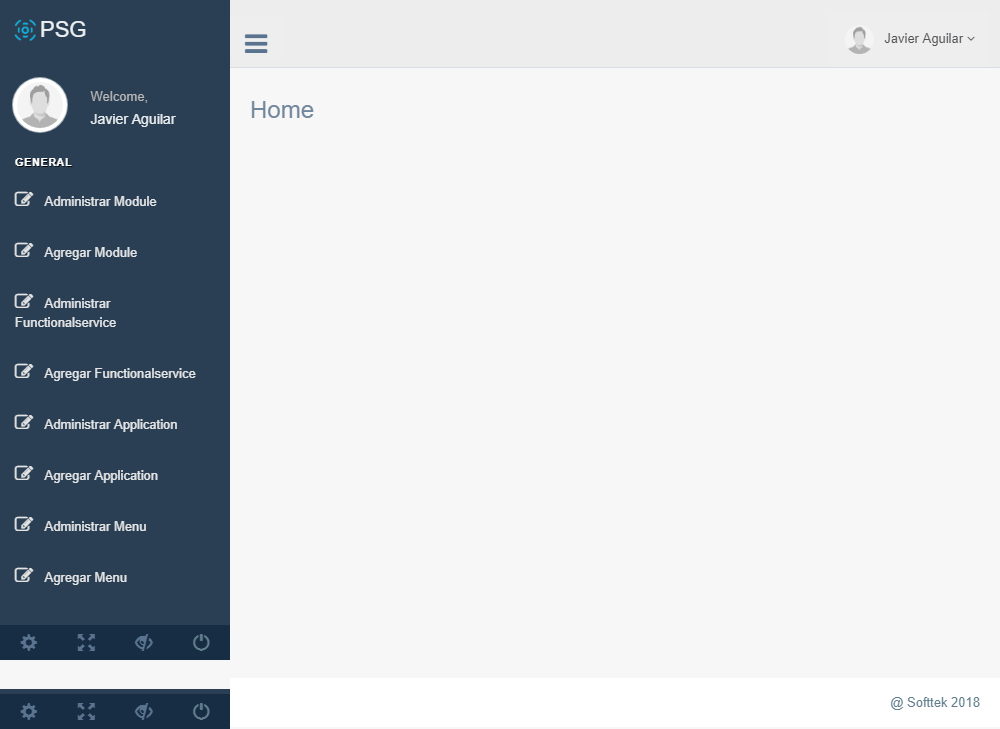 PSG
Welcome,
Javier Aguilar
GENERAL
Administrar Module
Agregar Module
Administrar
Functionalservice
Agregar Functionalservice
Administrar Application
Agregar Application
Administrar Menu
Agregar Menu
Javier Aguilar
Home
@ Softtek 2018